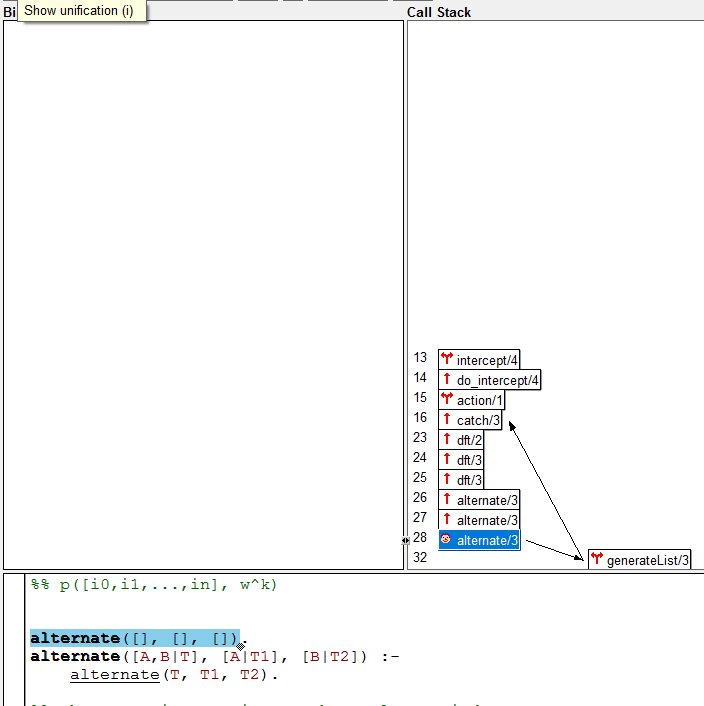 Show unification (i)
Bi
Call Stack
13 intercept/4
14 do_intercept/4
15 action/1
16 catch/3
23 dft/2
24 dft/3
25 dft/3
26 alternate/3
27 alternate/3
28 alternate/3
32 generateList/3
%% p([i0,i1,...,in], w^k)
alternate([], [], []).
alternate([A,B|T], [A|T1], [B|T2]) :-
alternate(T, T1, T2).